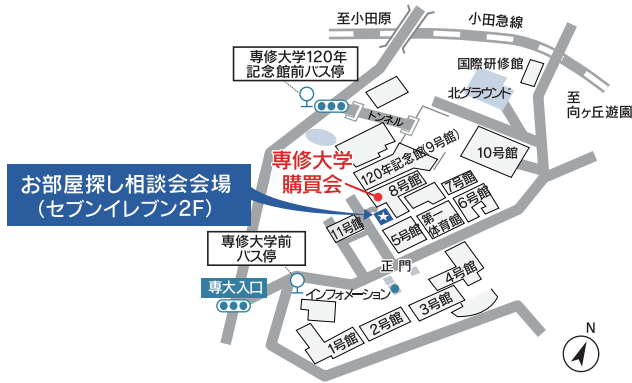 至小田原
小田急線
専修大学120年
記念館前バス停
国際研修館
北グラウンド
至
向ヶ丘遊園
トンネル
120年記念館(9号館)
10号館
専修大学
購買会
8号館
7号館
6号館
お部屋探し相談会会場
(セブンイレブン2F)
11号館
5号館
第一
体育館
専修大学前
バス停
正門
専大入口
インフォメーション
4号館
3号館
2号館
1号館
N